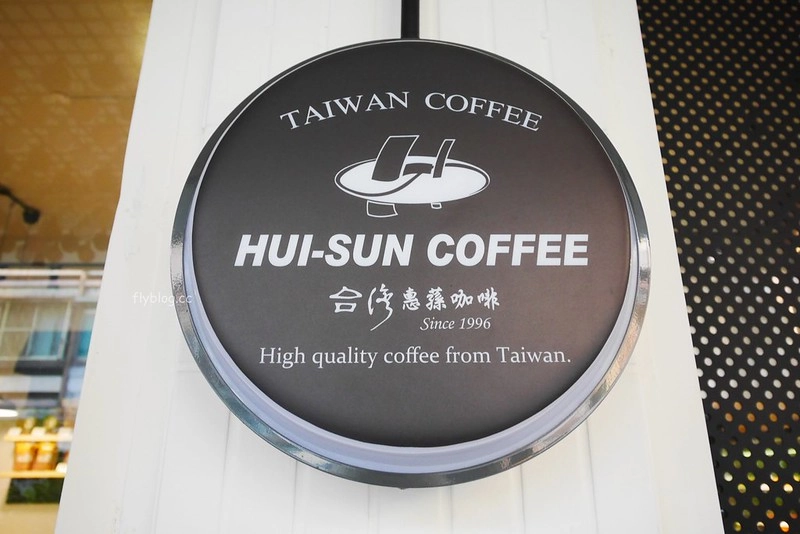 TAIWAN COFFEE
HUI-SUN COFFEE
台灣惠蓀咖啡
Since 1996
High quality coffee from Taiwan.
flyblog.cc